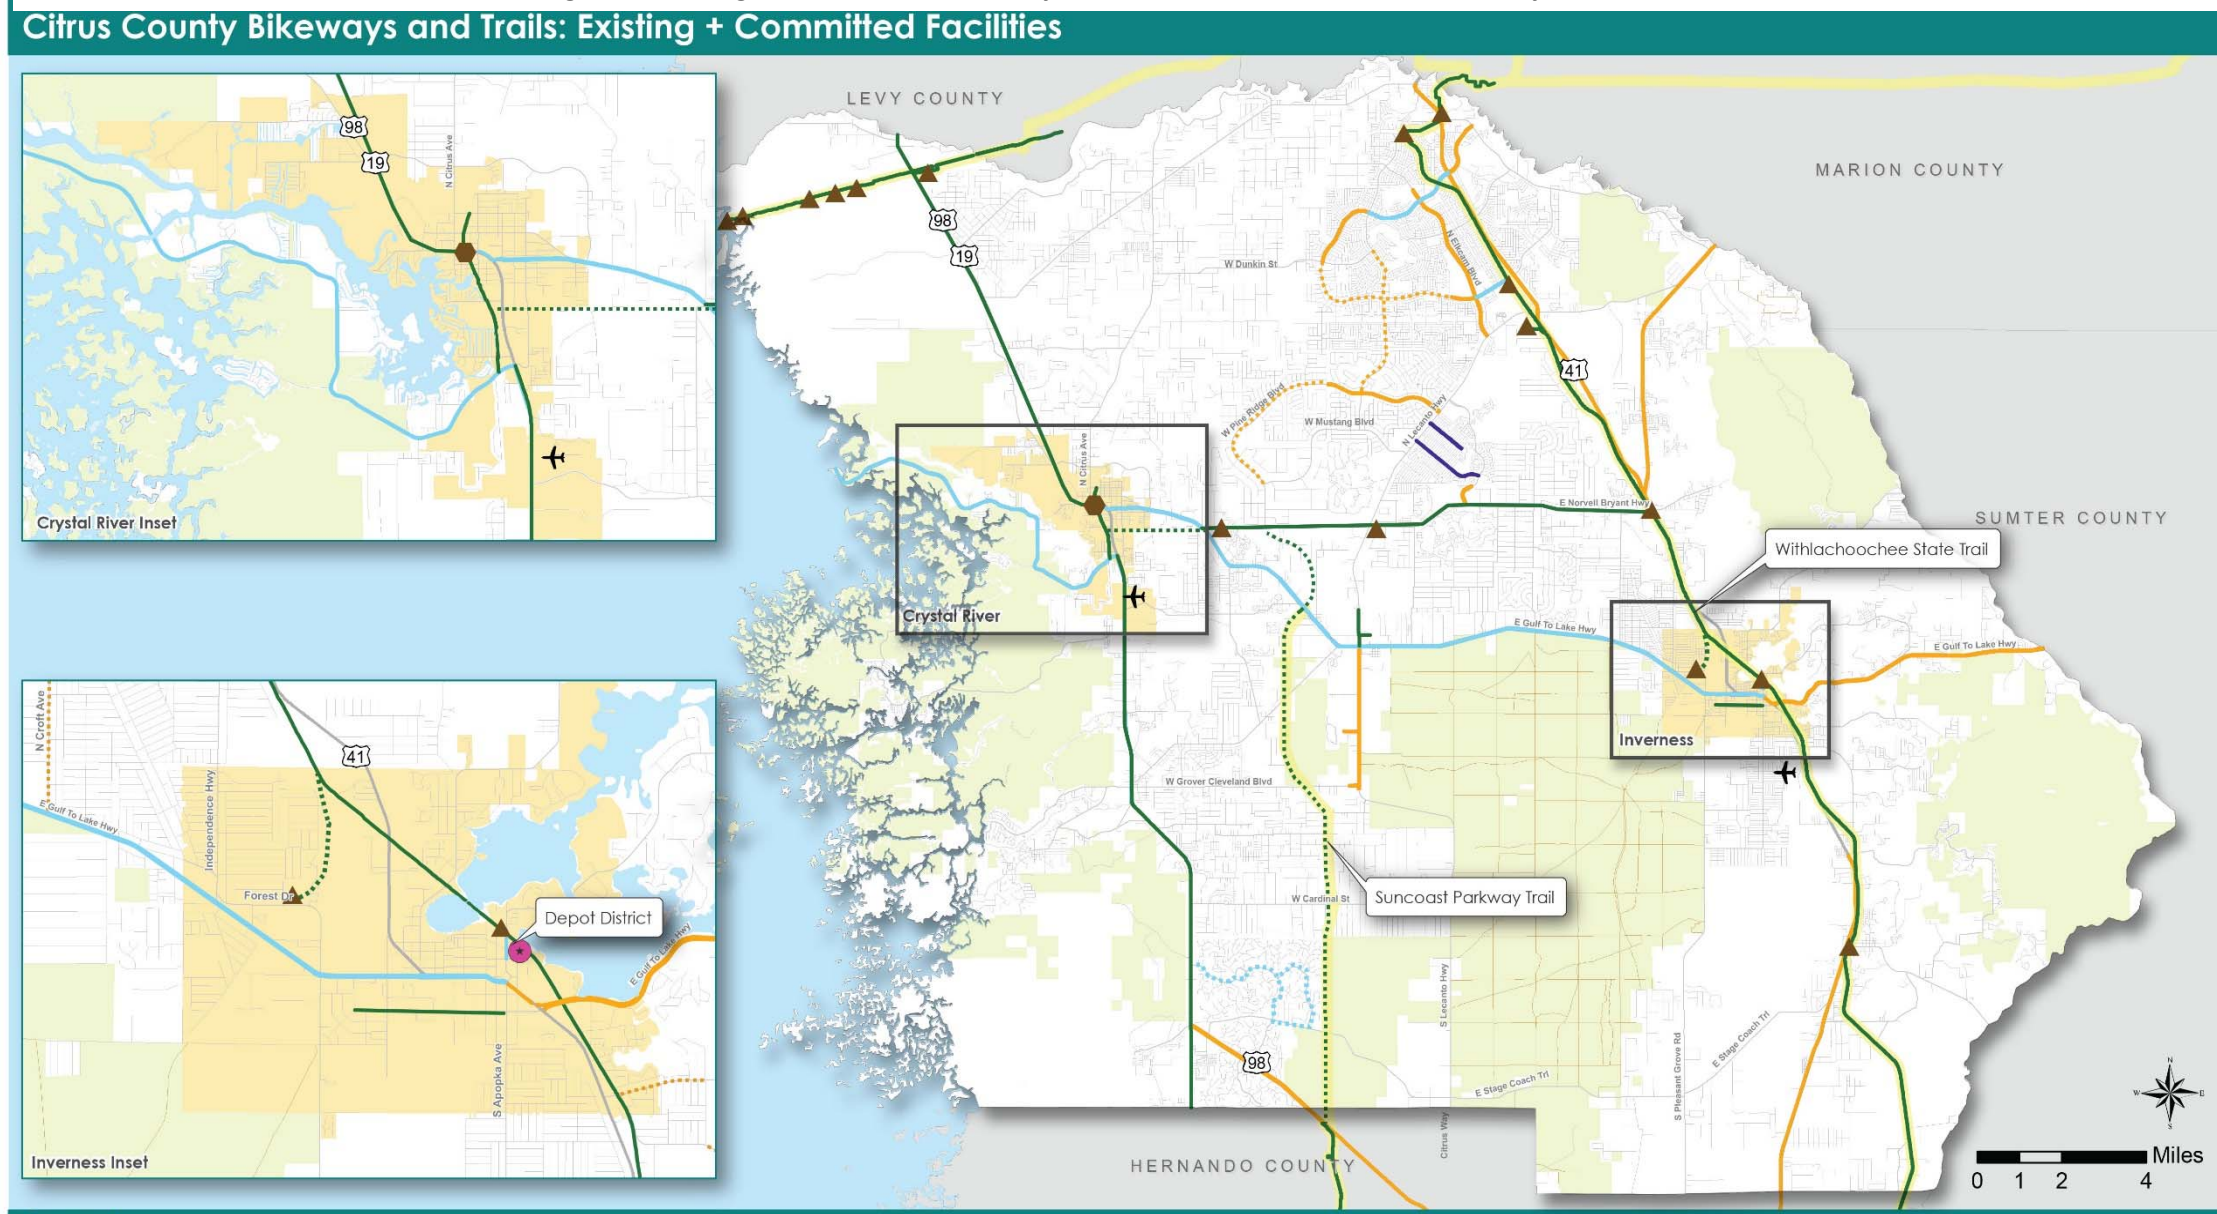 Citrus County Bikeways and Trails: Existing + Committed Facilities
LEVY COUNTY
MARION COUNTY
SUMTER COUNTY
HERNANDO COUNTY
98
19
N Citrus Ave
Crystal River Inset
98
19
W Dunkin St
N Elkcam Blvd
41
W Pine Ridge Blvd
W Mustang Blvd
N Lecanto Hwy
N Citrus Ave
E Norvell Bryant Hwy
Withlachoochee State Trail
Crystal River
E Gulf To Lake Hwy
E Gulf To Lake Hwy
Inverness
W Grover Cleveland Blvd
W Cardinal St
Suncoast Parkway Trail
S Lecanto Hwy
98
E Stage Coach Trl
E Stage Coach Trl
S Pleasant Grove Rd
Citrus Way
N Croft Ave
41
Independence Hwy
E Gulf To Lake Hwy
Forest Dr
Depot District
E Gulf To Lake Hwy
S Apopka Ave
Inverness Inset
N
W
E
S
Miles
0 1 2 4